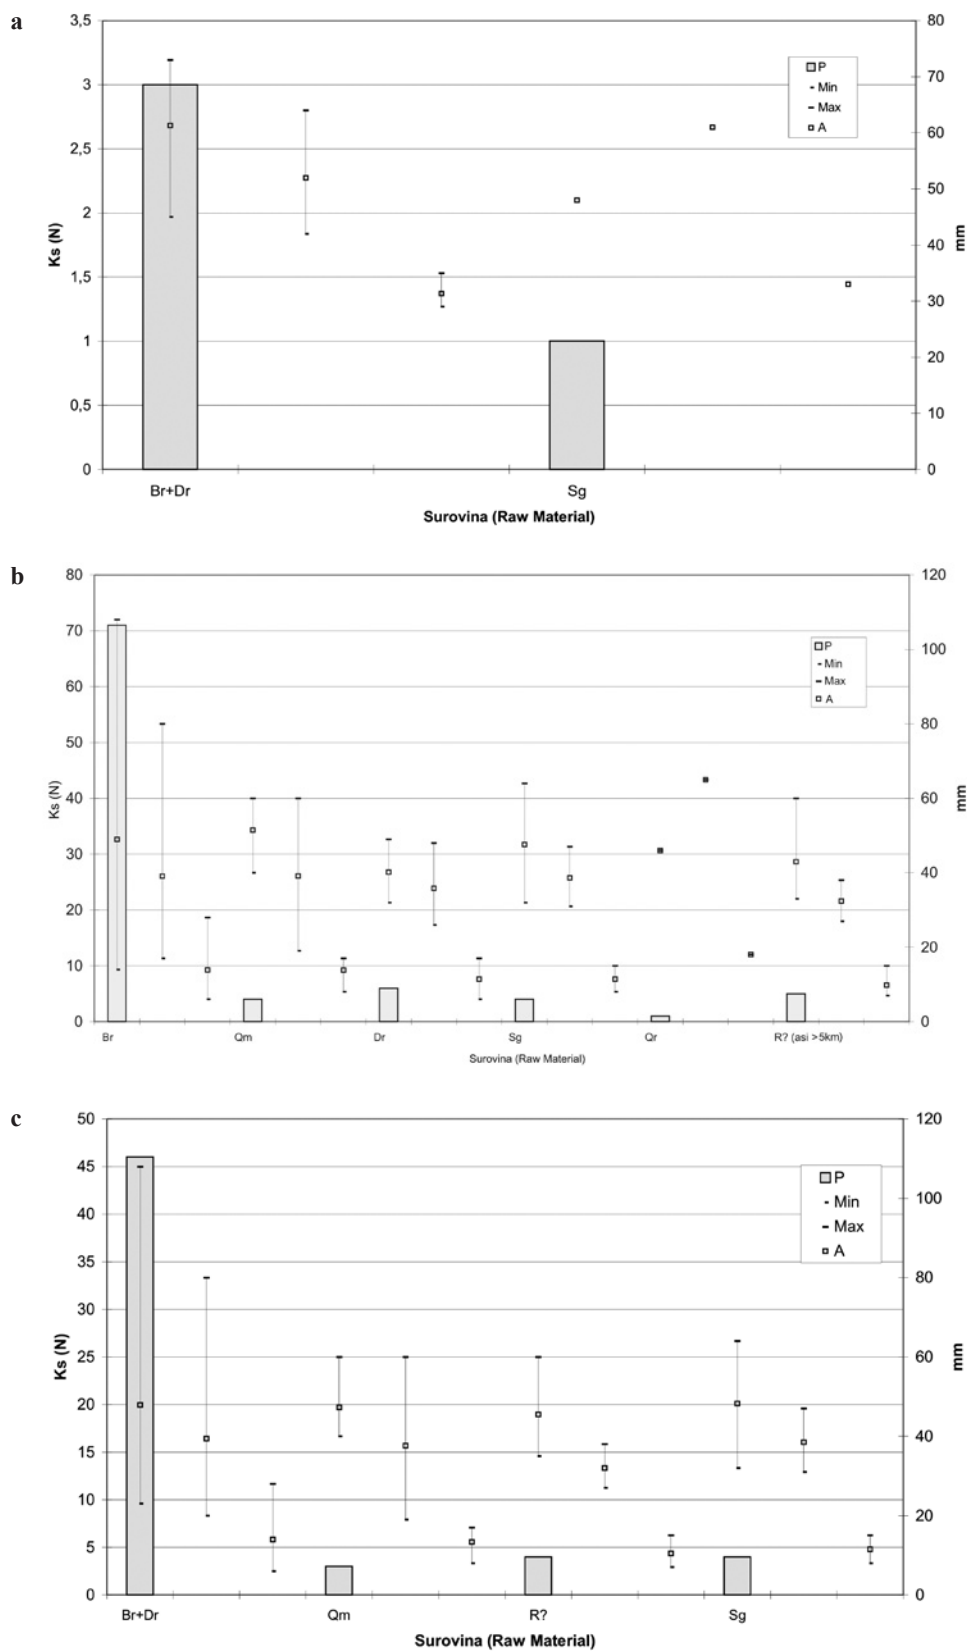 a
3,5
3
2,5
2
1,5
1
0,5
0
Ks (N)
80
70
60
50
40
30
20
10
0
mm
P
Min
Max
A
Br+Dr Sg
Surovina (Raw Material)
b
80
70
60
50
40
30
20
10
0
Ks (N)
120
100
80
60
40
20
0
mm
P
Min
Max
A
Br Qm Dr Sg Qr R? (asi >5km)
Surovina (Raw Material)
c
50
45
40
35
30
25
20
15
10
5
0
Ks (N)
120
100
80
60
40
20
0
mm
P
Min
Max
A
Br+Dr Qm R? Sg
Surovina (Raw Material)